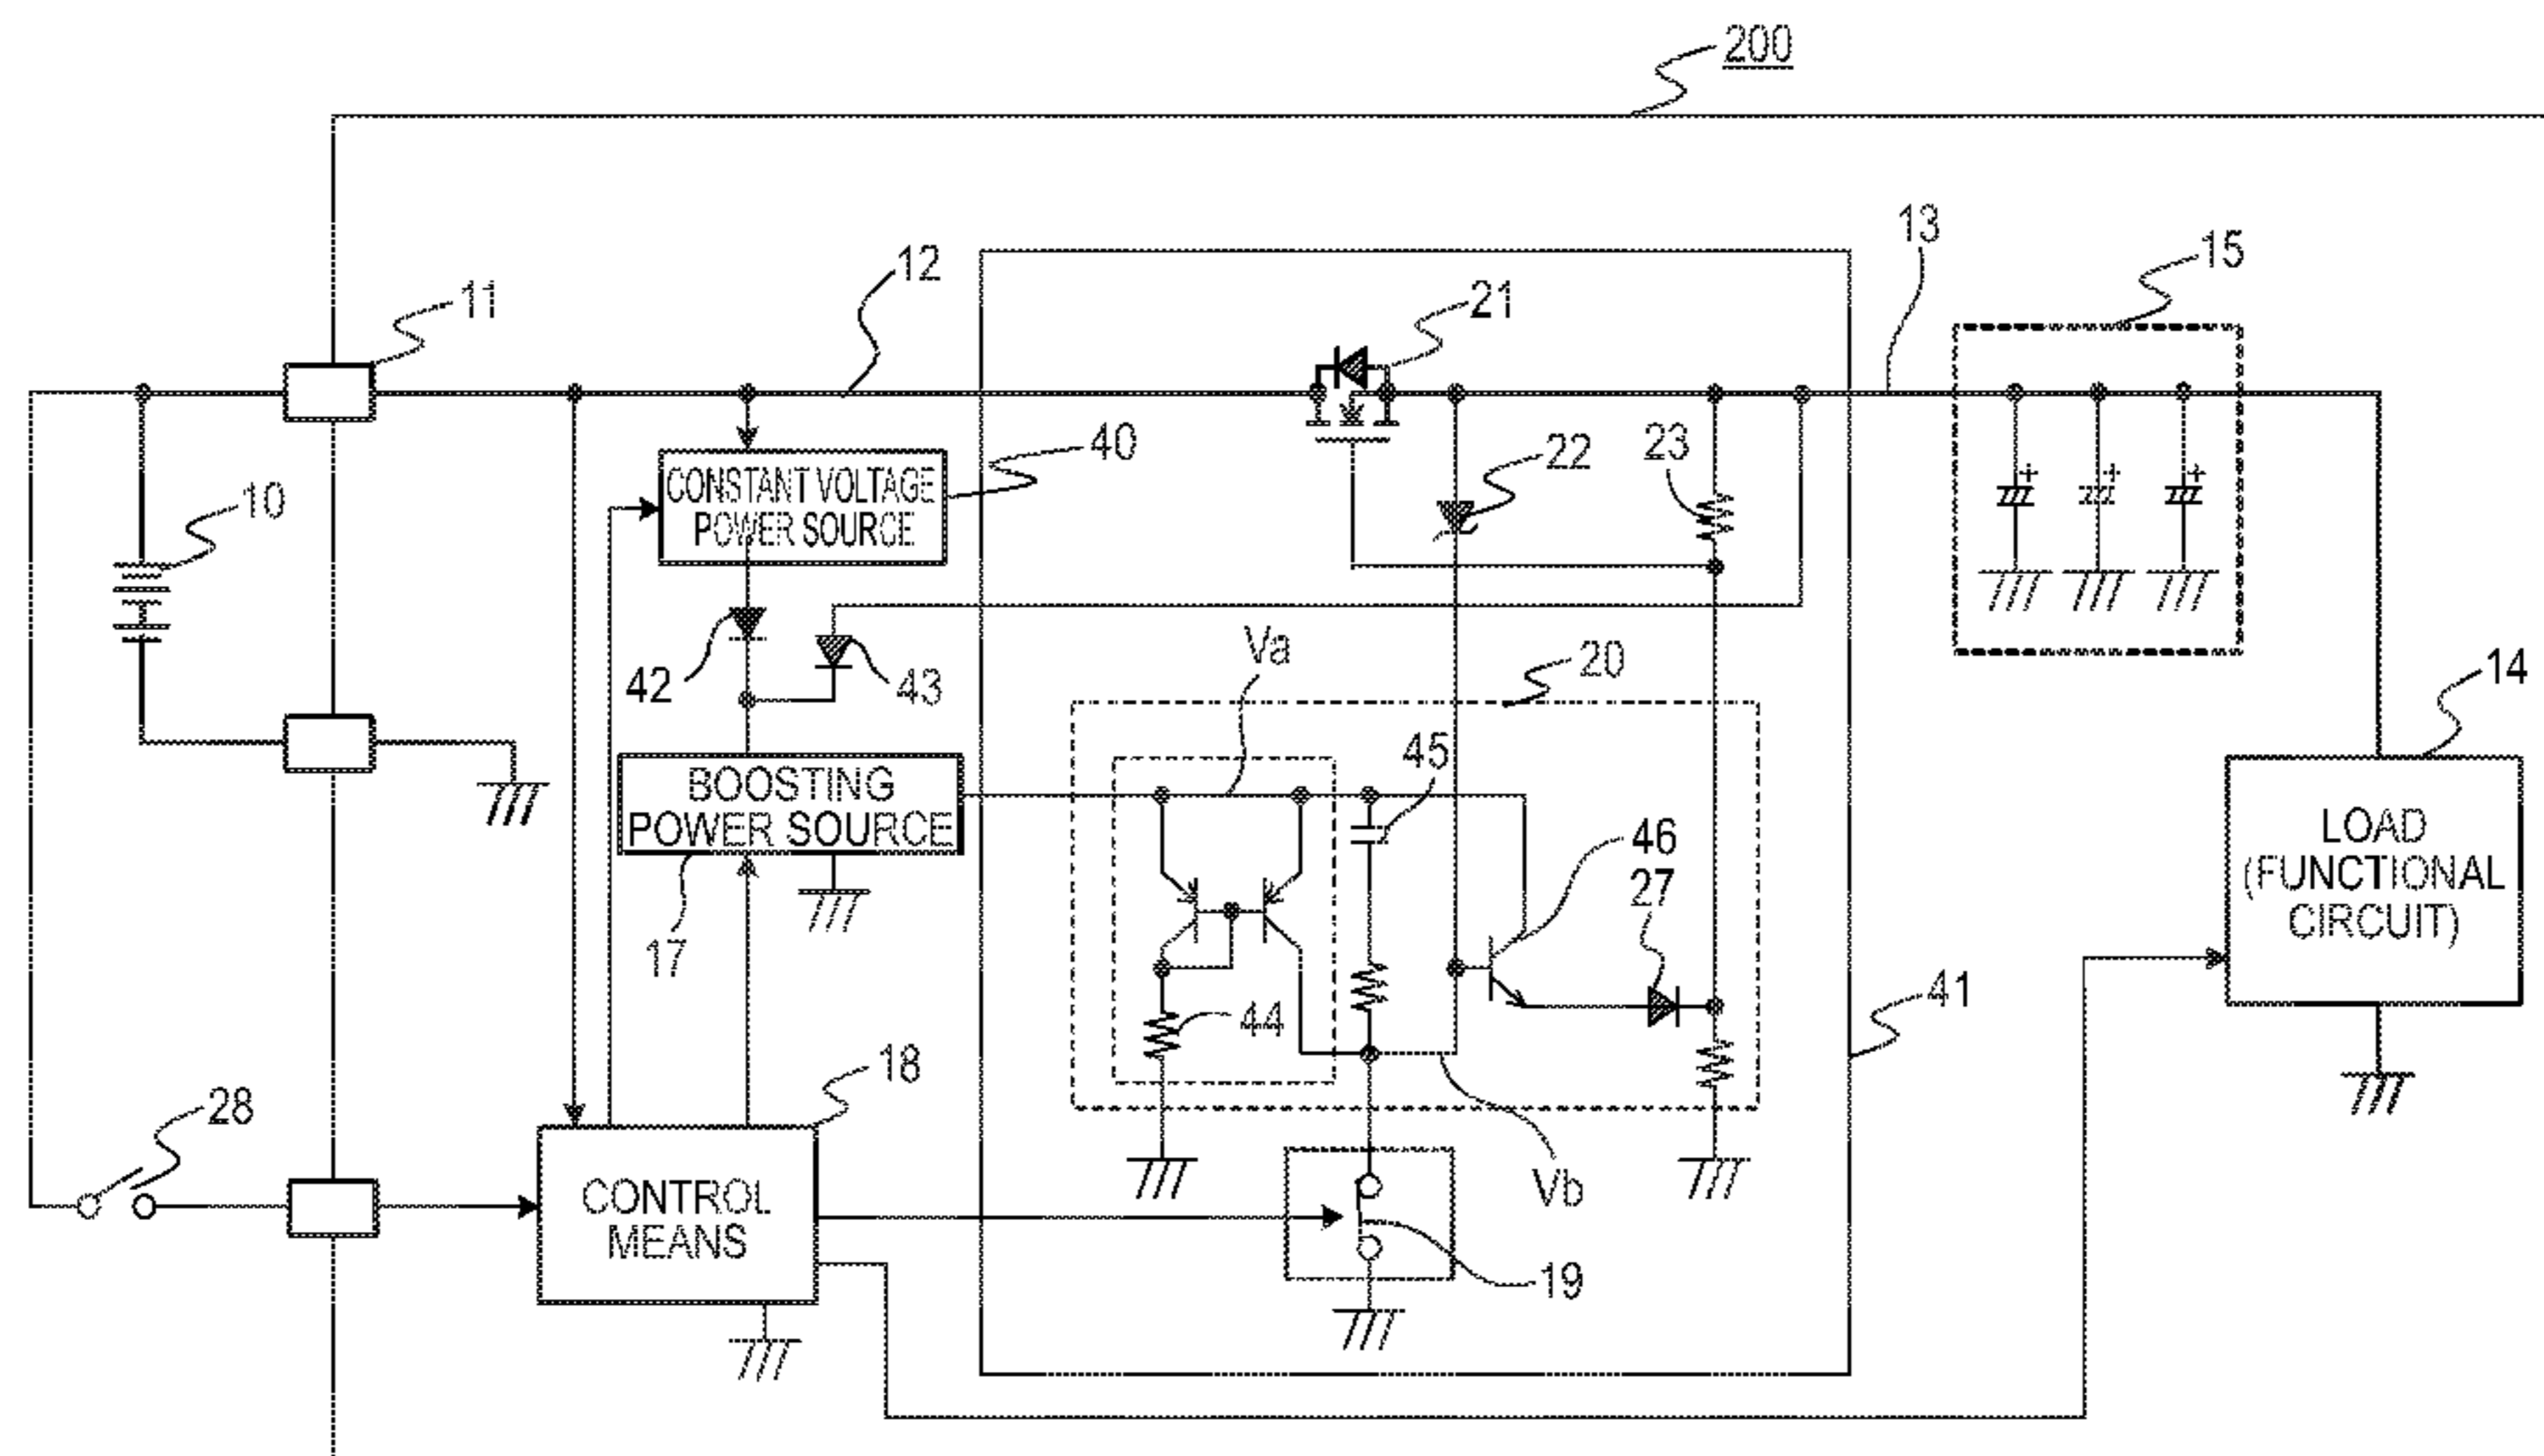 200
13
15
12
11
21
40
22
23
CONSTANT VOLTAGE
POWER SOURCE
10
Va
20
42
43
14
45
BOOSTING
POWER SOURCE
46
27
LOAD
(FUNCTIONAL
CIRCUIT)
17
44
41
18
28
Vb
CONTROL
MEANS
19
+
+
+